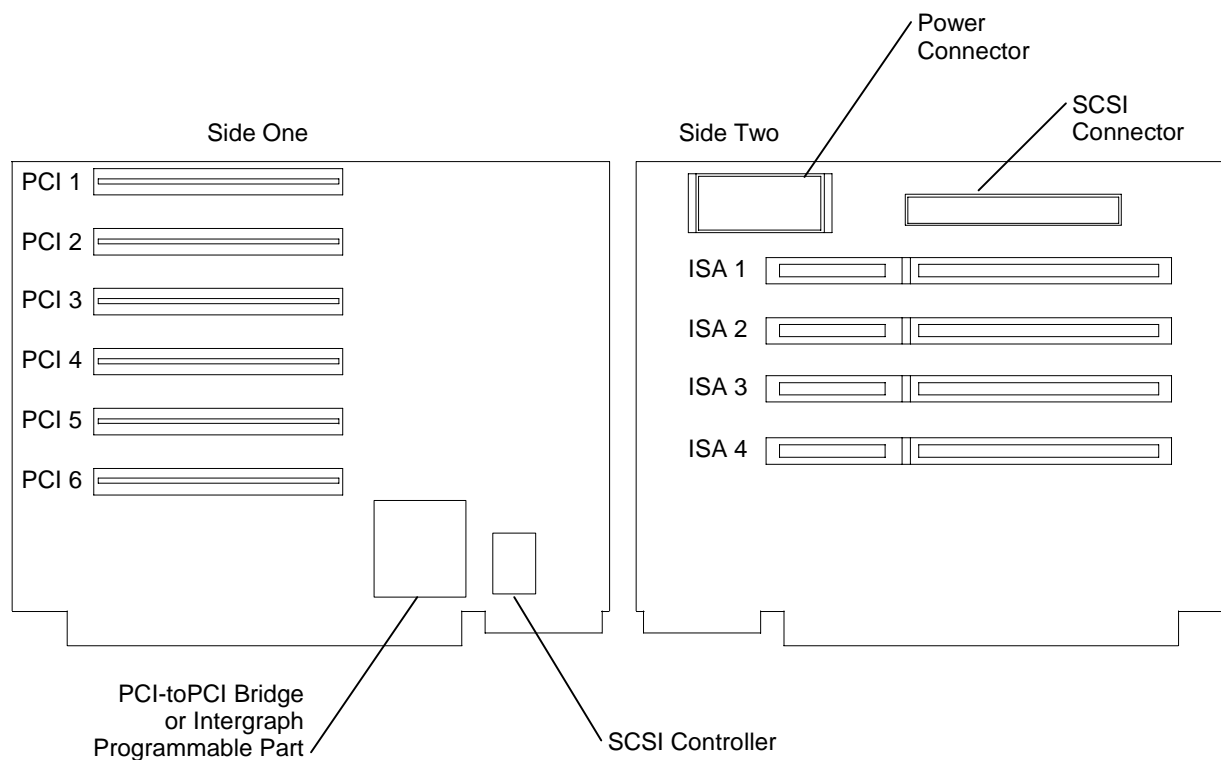 Power
Connector
SCSI
Connector
Side One
Side Two
PCI 1
PCI 2
PCI 3
PCI 4
PCI 5
PCI 6
ISA 1
ISA 2
ISA 3
ISA 4
PCI-toPCI Bridge
or Intergraph
Programmable Part
SCSI Controller